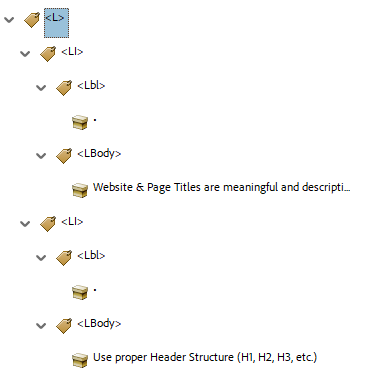 <L>
<LI>
<Lbl>
•
<LBody>
Website & Page Titles are meaningful and descripti...
<LI>
<Lbl>
•
<LBody>
Use proper Header Structure (H1, H2, H3, etc.)